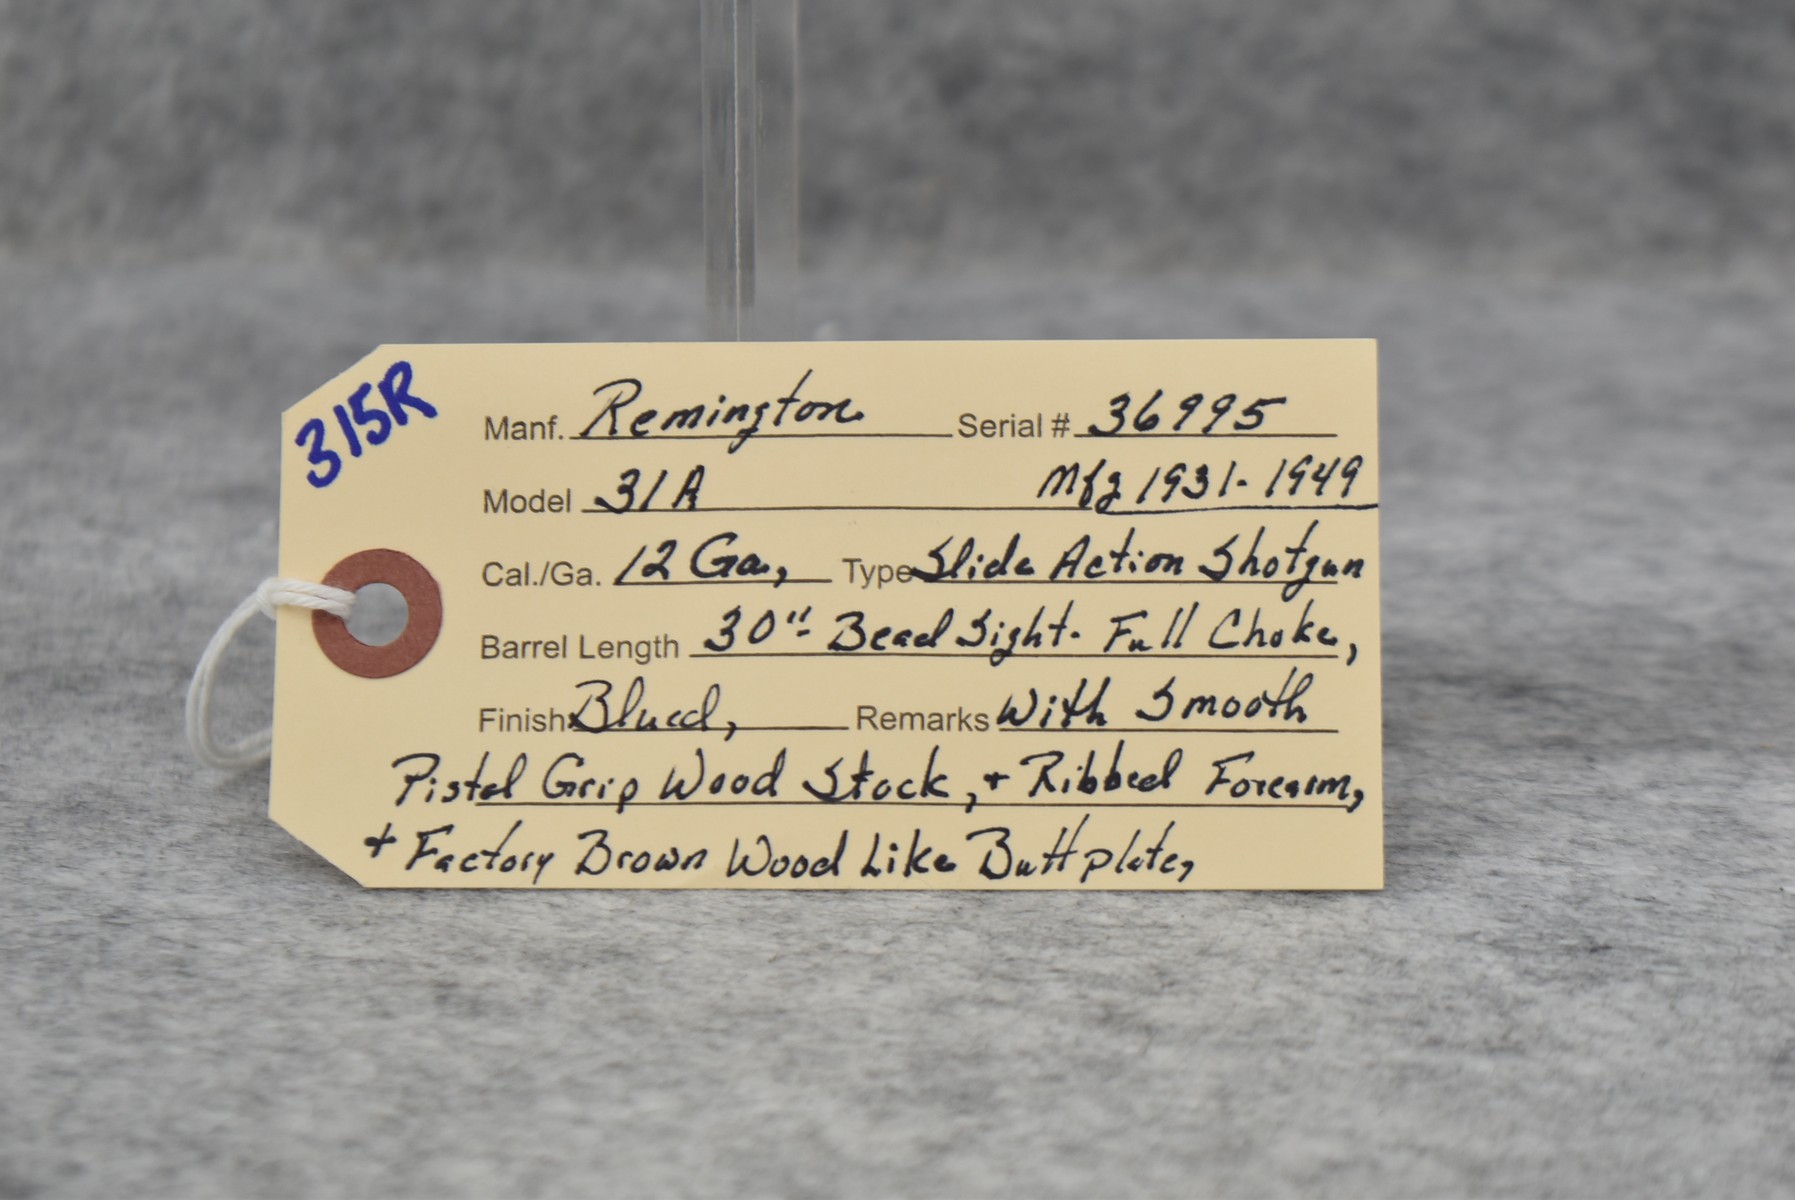 315R
Manf. Remington Serial # 36995
Model 31A Mfg 1931-1949
Cal./Ga. 12 Ga., Type Slide Action Shotgun
Barrel Length 30"- Bead Sight- Full Choke,
Finish Blued, Remarks With Smooth
Pistol Grip Wood Stock, + Ribbed Forearm,
+ Factory Brown Wood Like Buttplate,